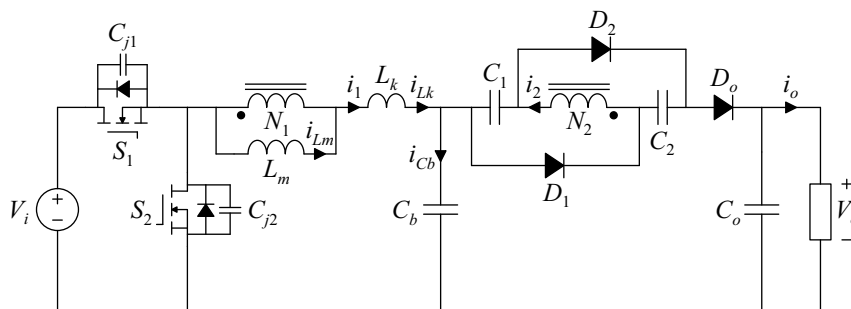 C_{j1}
S_1
V_i
+
−
S_2
C_{j2}
N_1
i_{Lm}
L_m
i_1
L_k
i_{Lk}
i_{Cb}
C_b
C_1
i_2
N_2
D_2
D_1
C_2
D_o
i_o
C_o
+
V
−